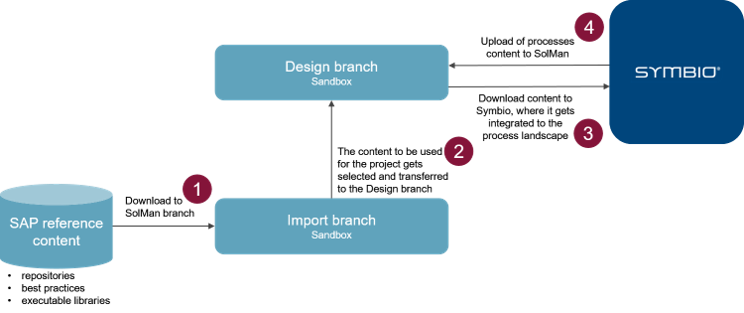 4
Upload of processes
content to SolMan
SYMBIO®
Design branch
Sandbox
Download content to
Symbio, where it gets
integrated to the
process landscape
3
The content to be used
for the project gets
selected and transferred
to the Design branch
2
1
Download to
SolMan branch
SAP reference
content
Import branch
Sandbox
• repositories
• best practices
• executable libraries